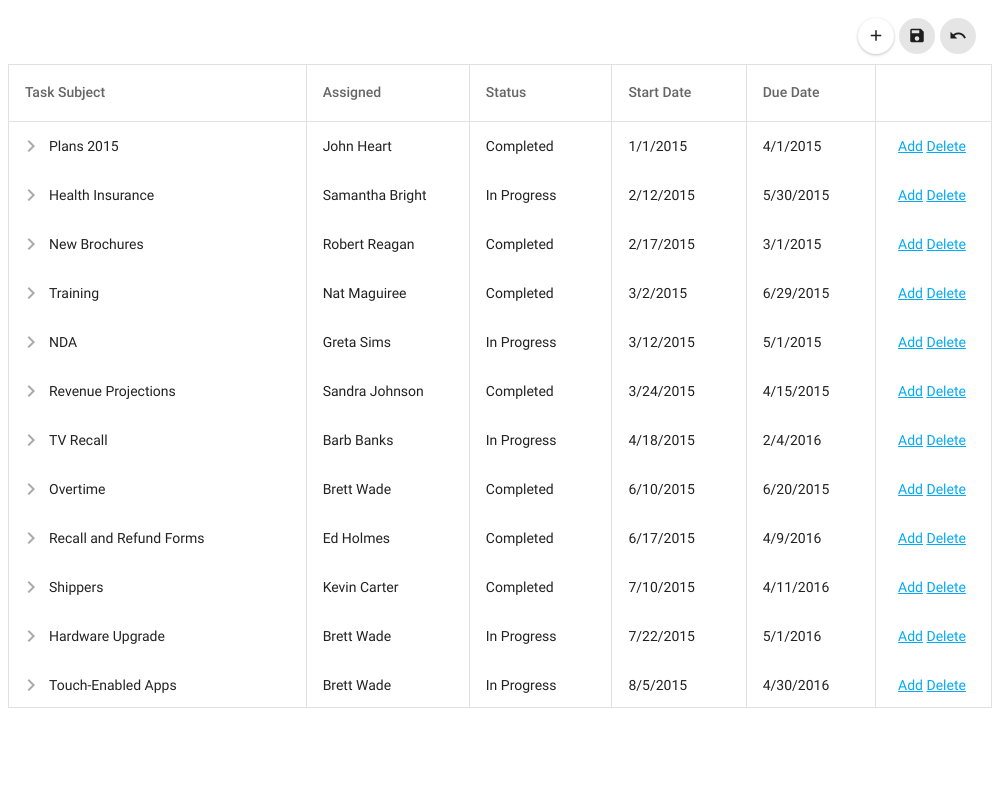 Task Subject Assigned Status Start Date Due Date
Plans 2015 John Heart Completed 1/1/2015 4/1/2015 Add Delete
Health Insurance Samantha Bright In Progress 2/12/2015 5/30/2015 Add Delete
New Brochures Robert Reagan Completed 2/17/2015 3/1/2015 Add Delete
Training Nat Maguiree Completed 3/2/2015 6/29/2015 Add Delete
NDA Greta Sims In Progress 3/12/2015 5/1/2015 Add Delete
Revenue Projections Sandra Johnson Completed 3/24/2015 4/15/2015 Add Delete
TV Recall Barb Banks In Progress 4/18/2015 2/4/2016 Add Delete
Overtime Brett Wade Completed 6/10/2015 6/20/2015 Add Delete
Recall and Refund Forms Ed Holmes Completed 6/17/2015 4/9/2016 Add Delete
Shippers Kevin Carter Completed 7/10/2015 4/11/2016 Add Delete
Hardware Upgrade Brett Wade In Progress 7/22/2015 5/1/2016 Add Delete
Touch-Enabled Apps Brett Wade In Progress 8/5/2015 4/30/2016 Add Delete